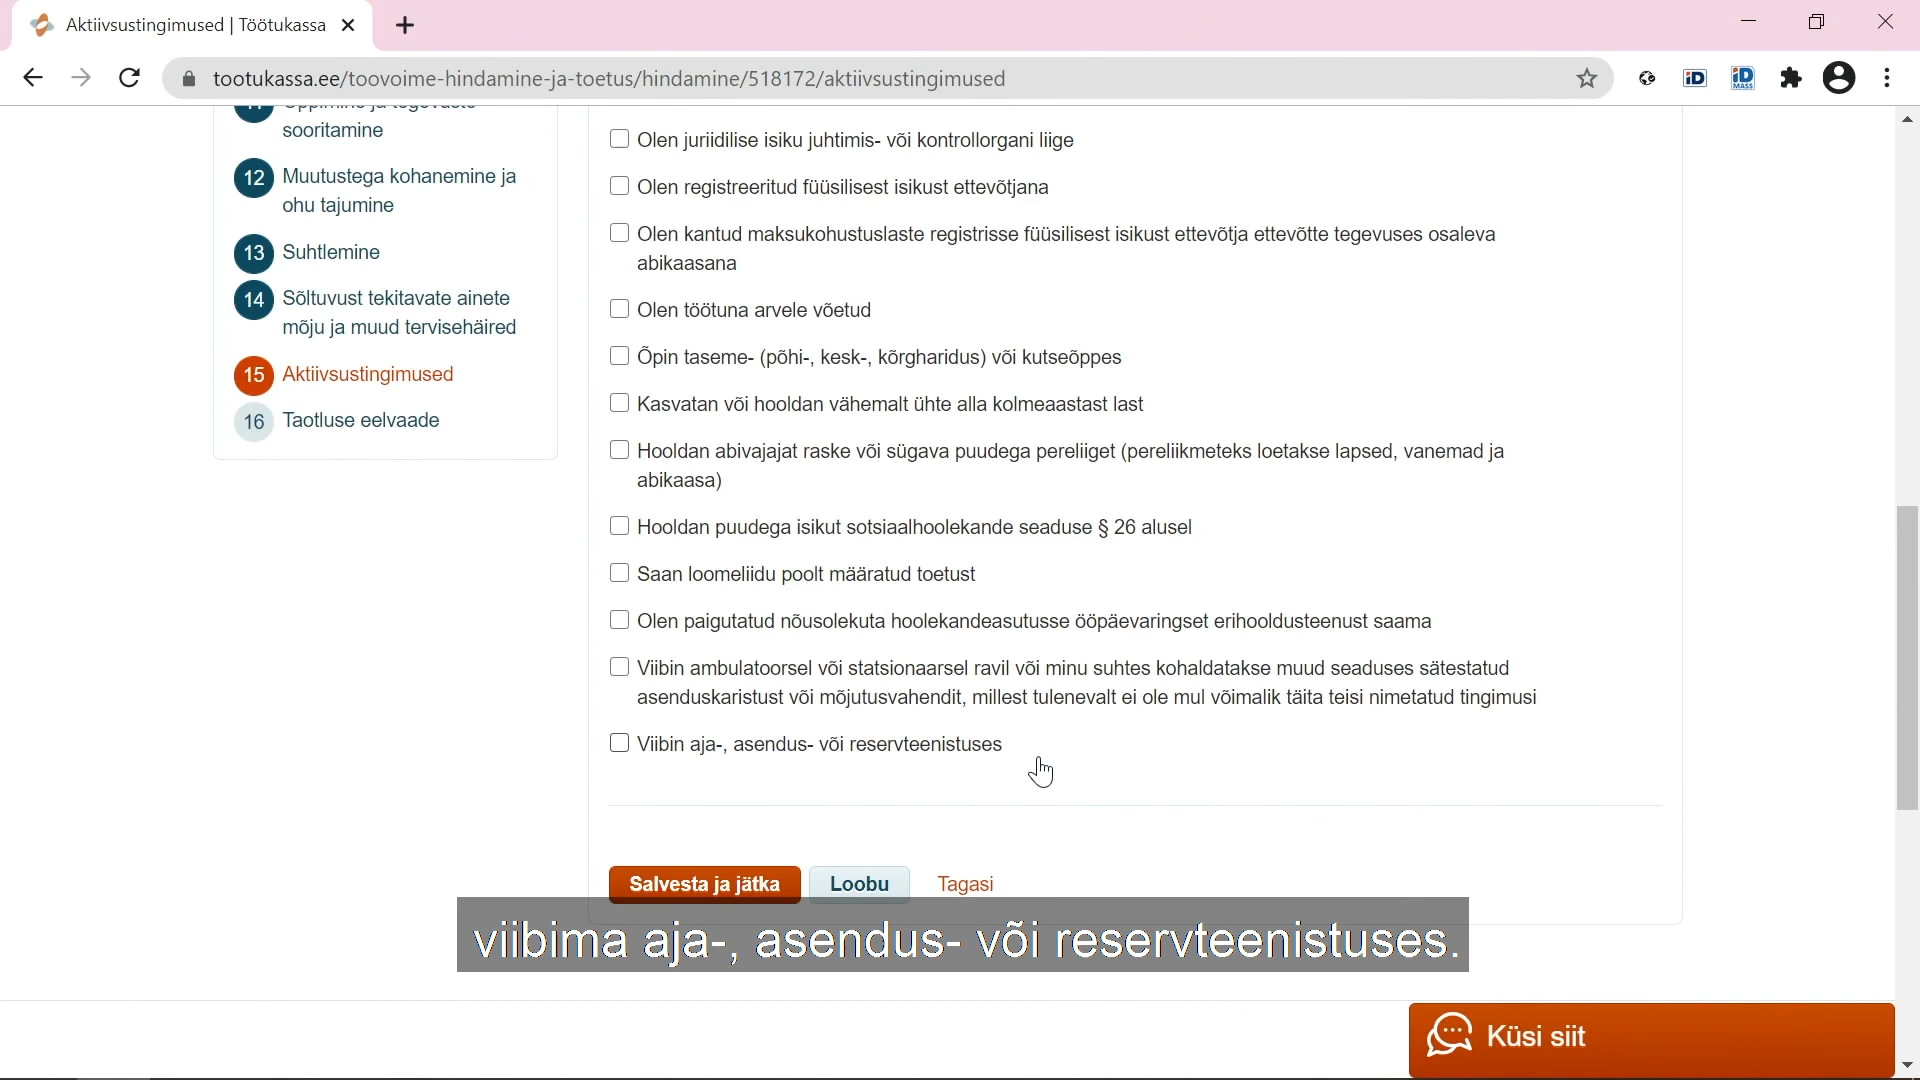 Aktiivsustingimused | Töötukassa
tootukassa.ee/toovoime-hindamine-ja-toetus/hindamine/518172/aktiivsustingimused
11 Õppimine ja tegevuste
sooritamine
12 Muutustega kohanemine ja
ohu tajumine
13 Suhtlemine
14 Sõltuvust tekitavate ainete
mõju ja muud tervisehäired
15 Aktiivsustingimused
16 Taotluse eelvaade
Olen juriidilise isiku juhtimis- või kontrollorgani liige
Olen registreeritud füüsilisest isikust ettevõtjana
Olen kantud maksukohustuslaste registrisse füüsilisest isikust ettevõtja ettevõtte tegevuses osaleva
abikaasana
Olen töötuna arvele võetud
Õpin taseme- (põhi-, kesk-, kõrgharidus) või kutseõppes
Kasvatan või hooldan vähemalt ühte alla kolmeaastast last
Hooldan abivajajat raske või sügava puudega pereliiget (pereliikmeteks loetakse lapsed, vanemad ja
abikaasa)
Hooldan puudega isikut sotsiaalhoolekande seaduse § 26 alusel
Saan loomeliidu poolt määratud toetust
Olen paigutatud nõusolekuta hoolekandeasutusse ööpäevaringset erihooldusteenust saama
Viibin ambulatoorsel või statsionaarsel ravil või minu suhtes kohaldatakse muud seaduses sätestatud
asenduskaristust või mõjutusvahendit, millest tulenevalt ei ole mul võimalik täita teisi nimetatud tingimusi
Viibin aja-, asendus- või reservteenistuses
Salvesta ja jätka Loobu Tagasi
viibima aja-, asendus- või reservteenistuses.
Küsi siit
iD
iD
MASS